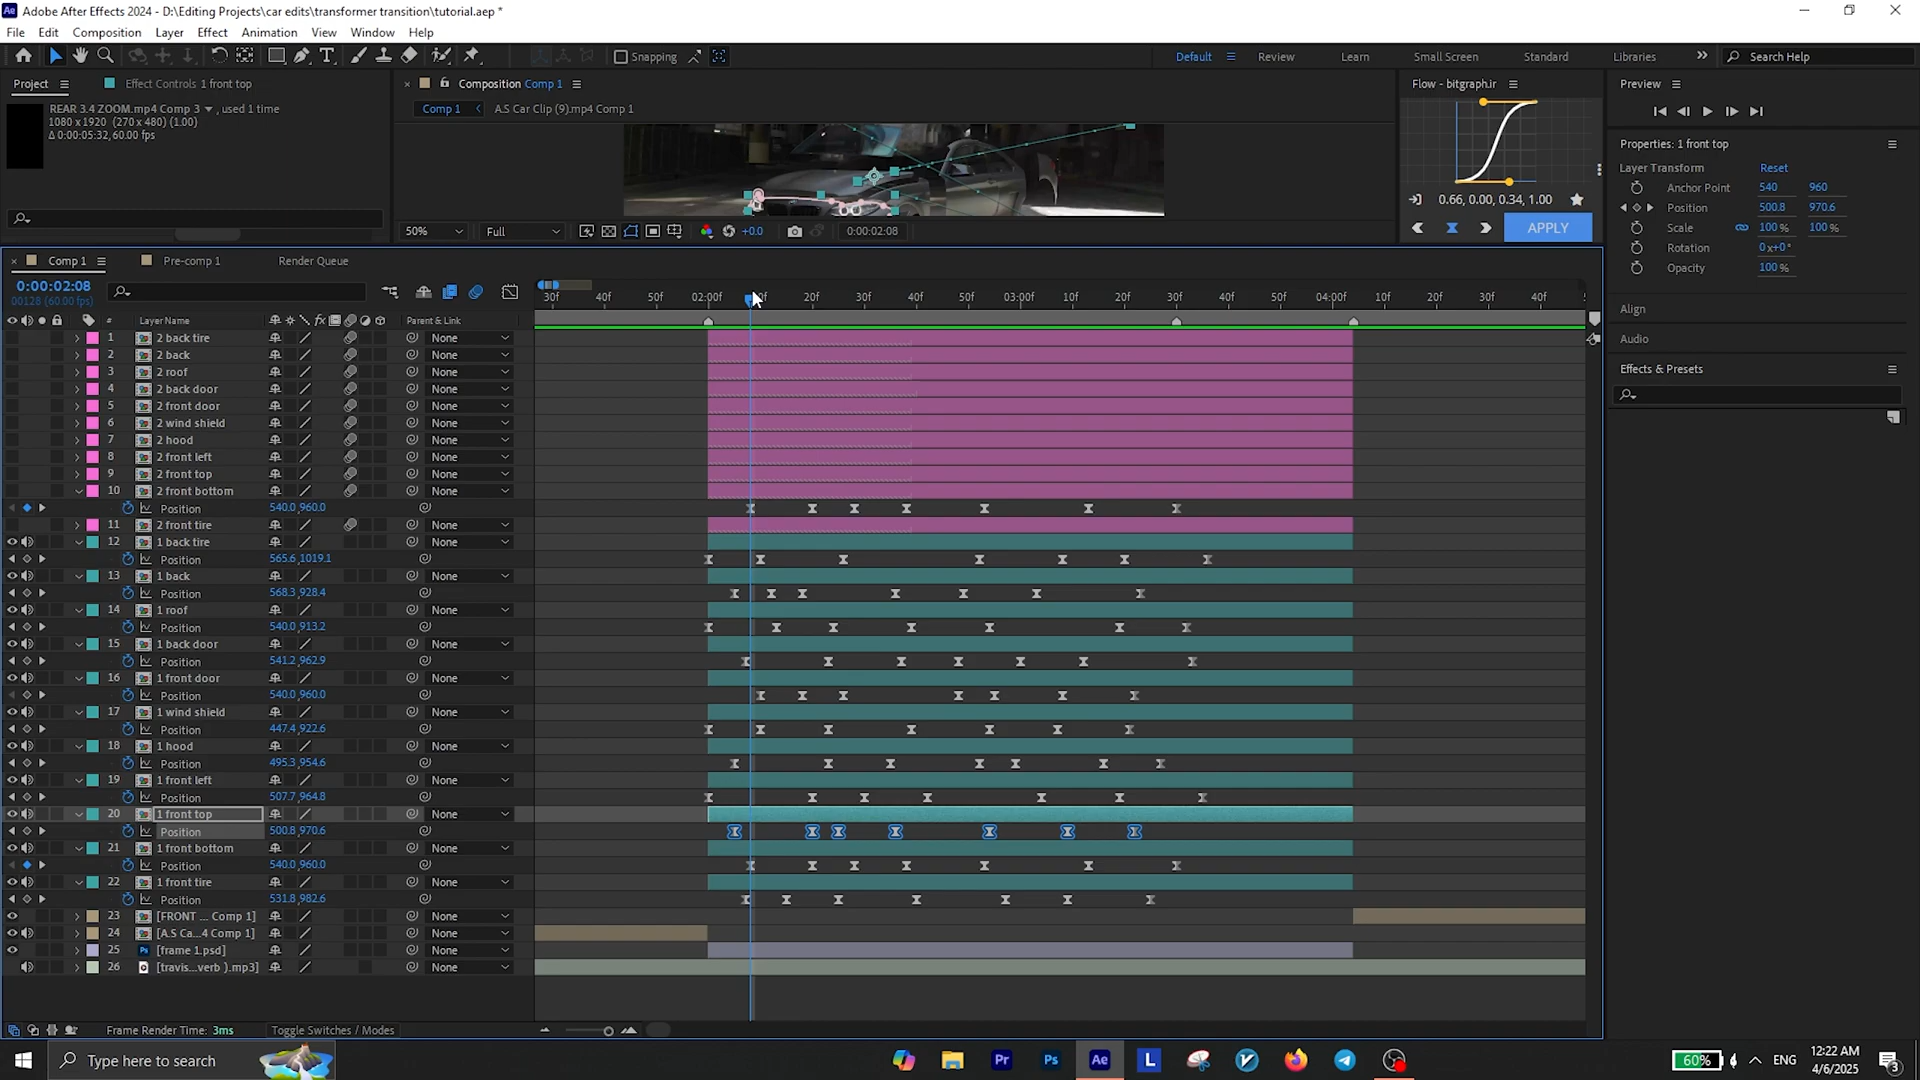 Adobe After Effects 2024 - D:\Editing Projects\car edits\transformer transition\tutorial.aep *
File Edit Composition Layer Effect Animation View Window Help
Snapping
Default Review Learn Small Screen Standard Libraries Search Help
Project Effect Controls 1 front top
REAR 3.4 ZOOM.mp4 Comp 3 , used 1 time
1080 x 1920 (270 x 480) (1.00)
Δ 0:00:05:32, 60.00 fps
Composition Comp 1
Comp 1 A.S Car Clip (9).mp4 Comp 1
50% Full +0.0 0:00:02:08
Flow - bitgraph.ir
0.66, 0.00, 0.34, 1.00
APPLY
Preview
Properties: 1 front top
Layer Transform Reset
Anchor Point 540 960
Position 500.8 970.6
Scale 100 % 100 %
Rotation 0x+0°
Opacity 100 %
Align
Audio
Effects & Presets
Comp 1 Pre-comp 1 Render Queue
0:00:02:08
00128 (60.00 fps)
30f 40f 50f 02:00f 20f 30f 40f 50f 03:00f 10f 20f 30f 40f 50f 04:00f 10f 20f 30f 40f
# Layer Name Parent & Link
1 2 back tire None
2 2 back None
3 2 roof None
4 2 back door None
5 2 front door None
6 2 wind shield None
7 2 hood None
8 2 front left None
9 2 front top None
10 2 front bottom None
Position 540.0,960.0
11 2 front tire None
12 1 back tire None
Position 565.6,1019.1
13 1 back None
Position 568.3,928.4
14 1 roof None
Position 540.0,913.2
15 1 back door None
Position 541.2,962.9
16 1 front door None
Position 540.0,960.0
17 1 wind shield None
Position 447.4,922.6
18 1 hood None
Position 495.3,954.6
19 1 front left None
Position 507.7,964.8
20 1 front top None
Position 500.8,970.6
21 1 front bottom None
Position 540.0,960.0
22 1 front tire None
Position 531.8,982.6
23 [FRONT ... Comp 1] None
24 [A.S Ca...4 Comp 1] None
25 Ps [frame 1.psd] None
26 [travis...verb ).mp3] None
Frame Render Time: 3ms Toggle Switches / Modes
Type here to search
Pr Ps Ae L
60% ENG
12:22 AM
4/6/2025
3